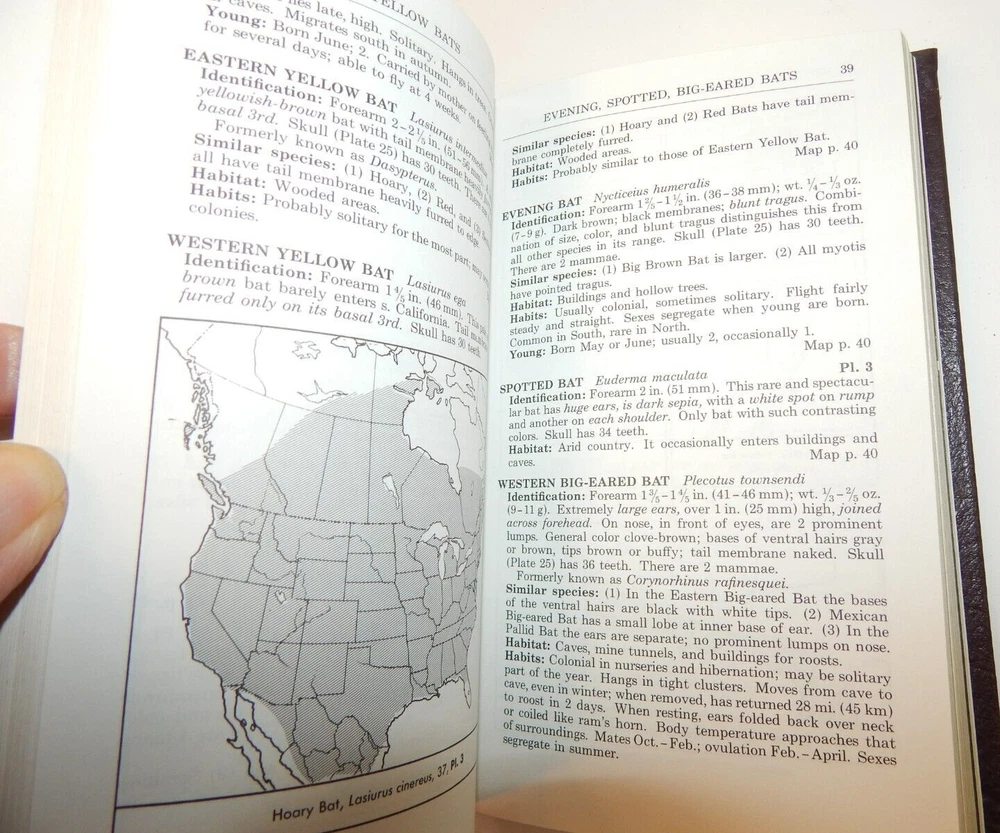 YELLOW BATS
late, high. Solitary. Hangs in
caves. Migrates south in autumn.
Young: Born June; 2. Carried by mother on
for several days; able to fly at 4 weeks.
EASTERN YELLOW BAT Lasiurus
Identification: Forearm 2–2⅕ in. (51–
yellowish-brown bat with tail membrane
basal 3rd. Skull (Plate 25) has 30 teeth.
Formerly known as Dasypterus.
Similar species: (1) Hoary, (2) Red, and
all have tail membrane heavily furred to edge.
Habitat: Wooded areas.
Habits: Probably solitary for the most part; may
colonies.
WESTERN YELLOW BAT Lasiurus ega
Identification: Forearm 1⅘ in. (46 mm). This
brown bat barely enters s. California. Tail
furred only on its basal 3rd. Skull has 30 teeth
Hoary Bat, Lasiurus cinereus, 37, Pl. 3
EVENING, SPOTTED, BIG-EARED BATS 39
Similar species: (1) Hoary and (2) Red Bats have tail mem-
brane completely furred.
Habitat: Wooded areas.
Habits: Probably similar to those of Eastern Yellow Bat.
Map p. 40
EVENING BAT Nycticeius humeralis
Identification: Forearm 1⅖–1½ in. (36–38 mm); wt. ¼–⅓ oz.
(7–9 g). Dark brown; black membranes; blunt tragus. Combi-
nation of size, color, and blunt tragus distinguishes this from
all other species in its range. Skull (Plate 25) has 30 teeth.
There are 2 mammae.
Similar species: (1) Big Brown Bat is larger. (2) All myotis
have pointed tragus.
Habitat: Buildings and hollow trees.
Habits: Usually colonial, sometimes solitary. Flight fairly
steady and straight. Sexes segregate when young are born.
Common in South, rare in North.
Young: Born May or June; usually 2, occasionally 1.
Map p. 40
SPOTTED BAT Euderma maculata Pl. 3
Identification: Forearm 2 in. (51 mm). This rare and spectacu-
lar bat has huge ears, is dark sepia, with a white spot on rump
and another on each shoulder. Only bat with such contrasting
colors. Skull has 34 teeth.
Habitat: Arid country. It occasionally enters buildings and
caves. Map p. 40
WESTERN BIG-EARED BAT Plecotus townsendi
Identification: Forearm 1⅗–1⅘ in. (41–46 mm); wt. ⅓–⅖ oz.
(9–11 g). Extremely large ears, over 1 in. (25 mm) high, joined
across forehead. On nose, in front of eyes, are 2 prominent
lumps. General color clove-brown; bases of ventral hairs gray
or brown, tips brown or buffy; tail membrane naked. Skull
(Plate 25) has 36 teeth. There are 2 mammae.
Formerly known as Corynorhinus rafinesquei.
Similar species: (1) In the Eastern Big-eared Bat the bases
of the ventral hairs are black with white tips. (2) Mexican
Big-eared Bat has a small lobe at inner base of ear. (3) In the
Pallid Bat the ears are separate; no prominent lumps on nose.
Habitat: Caves, mine tunnels, and buildings for roosts.
Habits: Colonial in nurseries and hibernation; may be solitary
part of the year. Hangs in tight clusters. Moves from cave to
cave, even in winter; when removed, has returned 28 mi. (45 km)
to roost in 2 days. When resting, ears folded back over neck
or coiled like ram's horn. Body temperature approaches that
of surroundings. Mates Oct.–Feb.; ovulation Feb.–April. Sexes
segregate in summer.